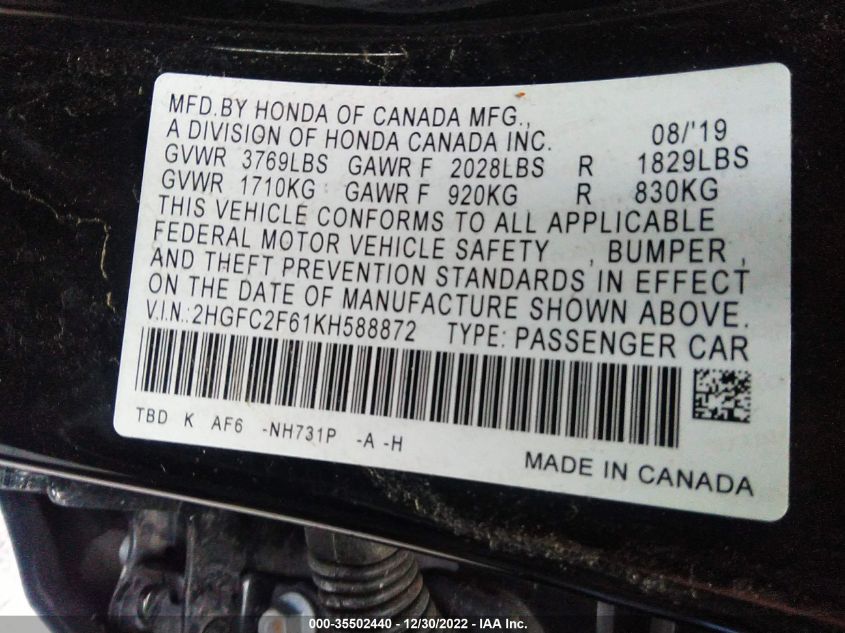 MFD.BY HONDA OF CANADA MFG.,
A DIVISION OF HONDA CANADA INC. 08/'19
GVWR 3769LBS GAWR F 2028LBS R 1829LBS
GVWR 1710KG GAWR F 920KG R 830KG
THIS VEHICLE CONFORMS TO ALL APPLICABLE
FEDERAL MOTOR VEHICLE SAFETY , BUMPER ,
AND THEFT PREVENTION STANDARDS IN EFFECT
ON THE DATE OF MANUFACTURE SHOWN ABOVE.
V.I.N.:2HGFC2F61KH588872 TYPE: PASSENGER CAR
TBD K AF6 -NH731P -A -H
MADE IN CANADA
000-35502440 - 12/30/2022 - IAA Inc.